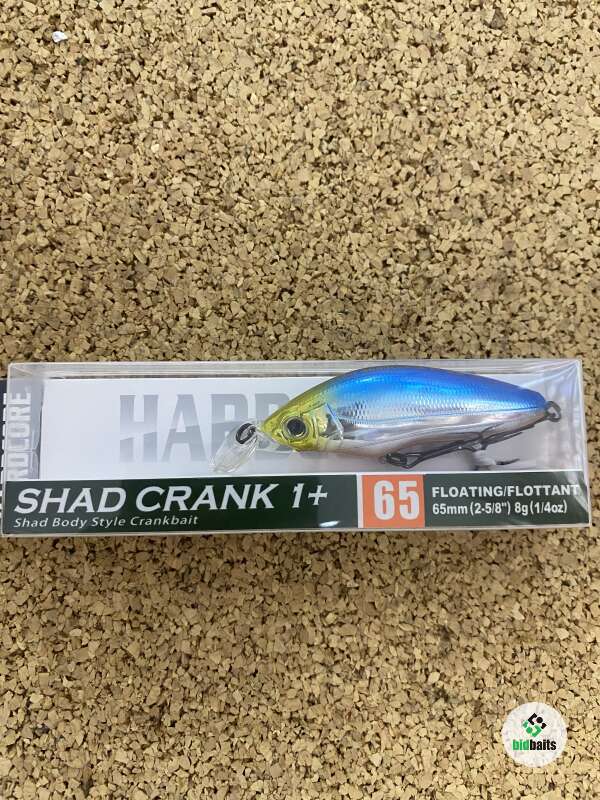 HARD
RDCORE
SHAD CRANK 1+
Shad Body Style Crankbait
65
FLOATING/FLOTTANT
65mm (2-5/8") 8g (1/4oz)
bidbaits